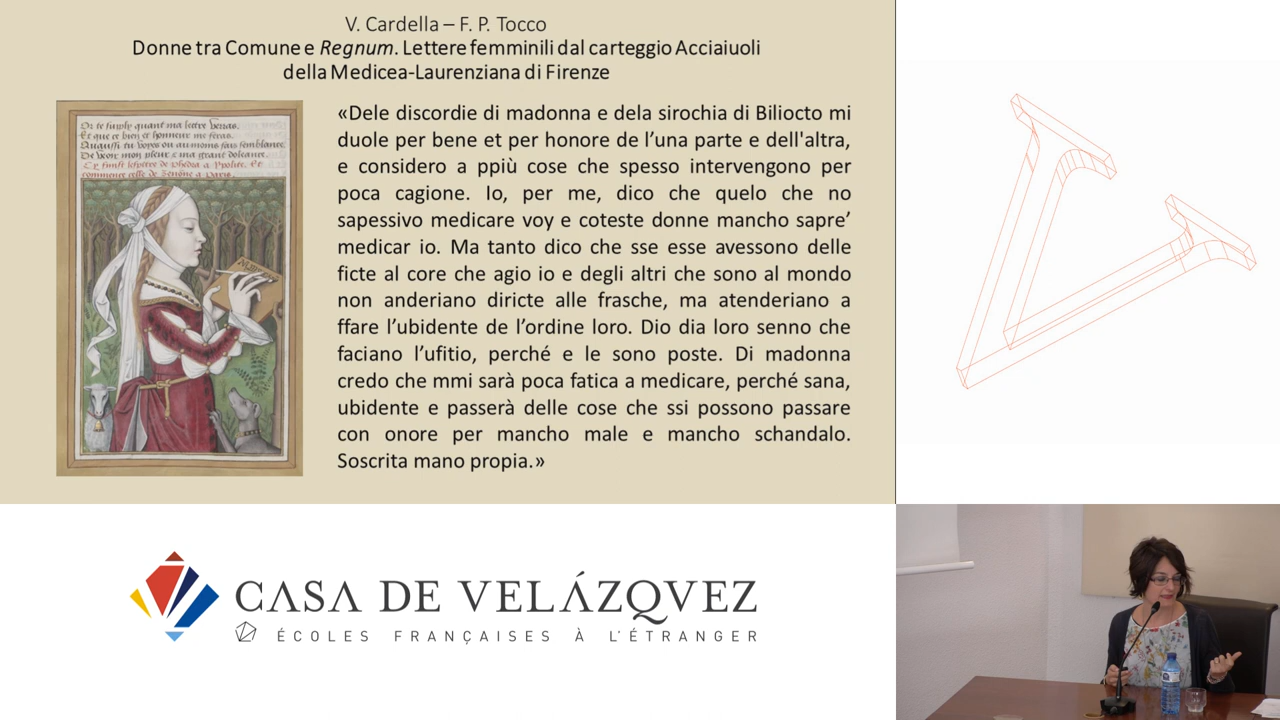 V. Cardella – F. P. Tocco
Donne tra Comune e Regnum. Lettere femminili dal carteggio Acciaiuoli
della Medicea-Laurenziana di Firenze
«Dele discordie di madonna e dela sirochia di Biliocto mi
duole per bene et per honore de l’una parte e dell'altra,
e considero a ppiù cose che spesso intervengono per
poca cagione. Io, per me, dico che quelo che no
sapessivo medicare voy e coteste donne mancho sapre’
medicar io. Ma tanto dico che sse esse avessono delle
ficte al core che agio io e degli altri che sono al mondo
non anderiano diricte alle frasche, ma atenderiano a
ffare l’ubidente de l’ordine loro. Dio dia loro senno che
faciano l’ufitio, perché e le sono poste. Di madonna
credo che mmi sarà poca fatica a medicare, perché sana,
ubidente e passerà delle cose che ssi possono passare
con onore per mancho male e mancho schandalo.
Soscrita mano propia.»
CASA DE VELÁZQVEZ
ÉCOLES FRANÇAISES À L'ÉTRANGER